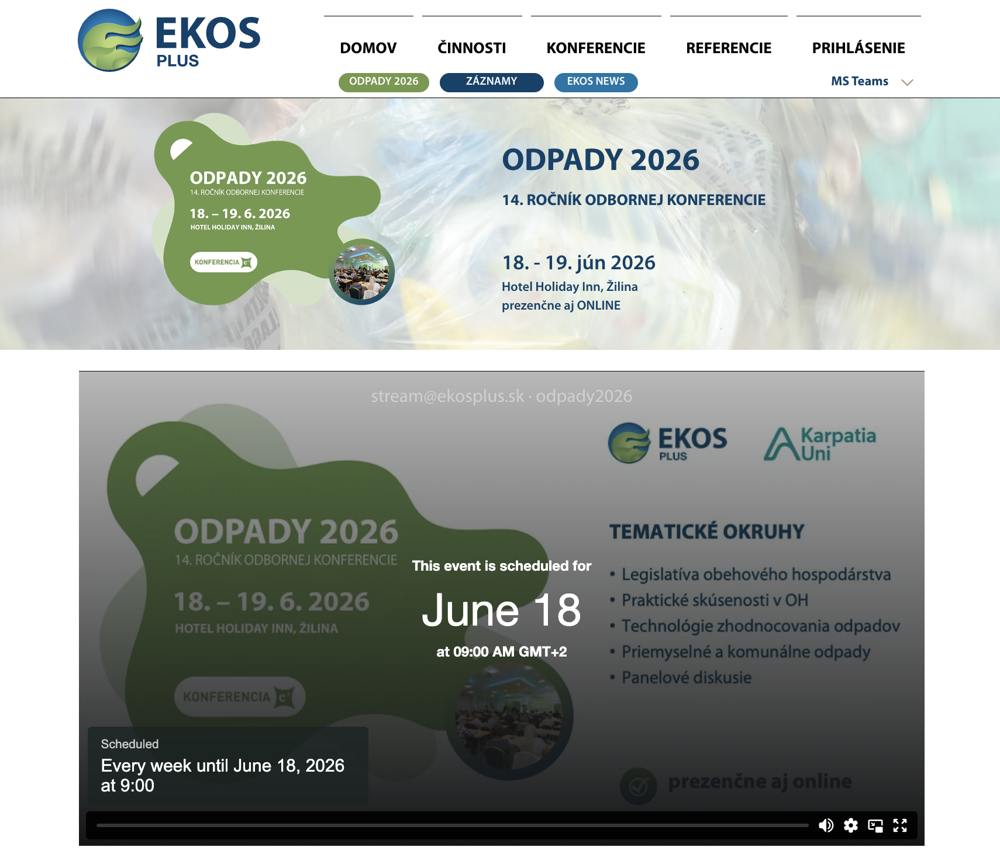 EKOS
PLUS
DOMOV
ČINNOSTI
KONFERENCIE
REFERENCIE
PRIHLÁSENIE
ODPADY 2026
ZÁZNAMY
EKOS NEWS
MS Teams
ODPADY 2026
14. ROČNÍK ODBORNEJ KONFERENCIE
18. – 19. 6. 2026
HOTEL HOLIDAY INN, ŽILINA
KONFERENCIA e+
ODPADY 2026
14. ROČNÍK ODBORNEJ KONFERENCIE
18. - 19. jún 2026
Hotel Holiday Inn, Žilina
prezenčne aj ONLINE
stream@ekosplus.sk · odpady2026
EKOS
PLUS
Karpatia
Uni
ODPADY 2026
14. ROČNÍK ODBORNEJ KONFERENCIE
18. – 19. 6. 2026
HOTEL HOLIDAY INN, ŽILINA
KONFERENCIA e+
This event is scheduled for
June 18
at 09:00 AM GMT+2
TEMATICKÉ OKRUHY
• Legislatíva obehového hospodárstva
• Praktické skúsenosti v OH
• Technológie zhodnocovania odpadov
• Priemyselné a komunálne odpady
• Panelové diskusie
prezenčne aj online
Scheduled
Every week until June 18, 2026
at 9:00